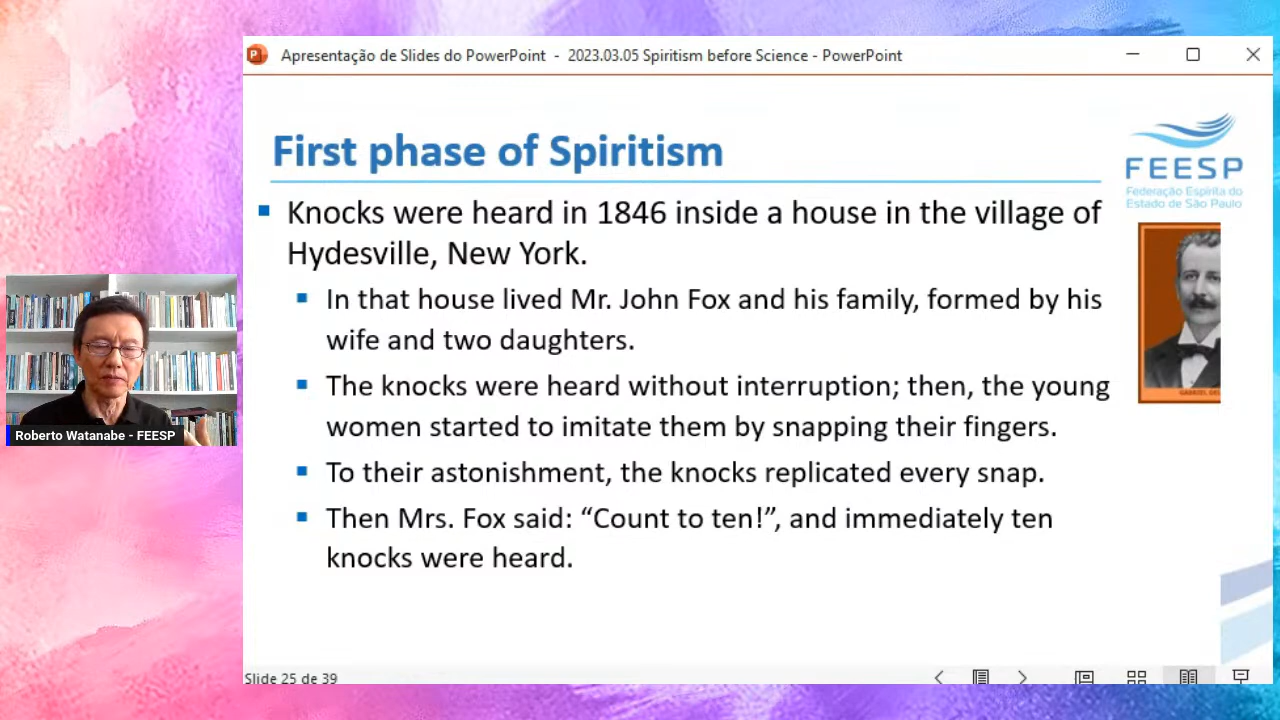 Apresentação de Slides do PowerPoint - 2023.03.05 Spiritism before Science - PowerPoint
First phase of Spiritism
FEESP
Federação Espírita do
Estado de São Paulo
Knocks were heard in 1846 inside a house in the village of
Hydesville, New York.
In that house lived Mr. John Fox and his family, formed by his
wife and two daughters.
The knocks were heard without interruption; then, the young
women started to imitate them by snapping their fingers.
To their astonishment, the knocks replicated every snap.
Then Mrs. Fox said: “Count to ten!”, and immediately ten
knocks were heard.
GABRIEL
Roberto Watanabe - FEESP
Slide 25 de 39